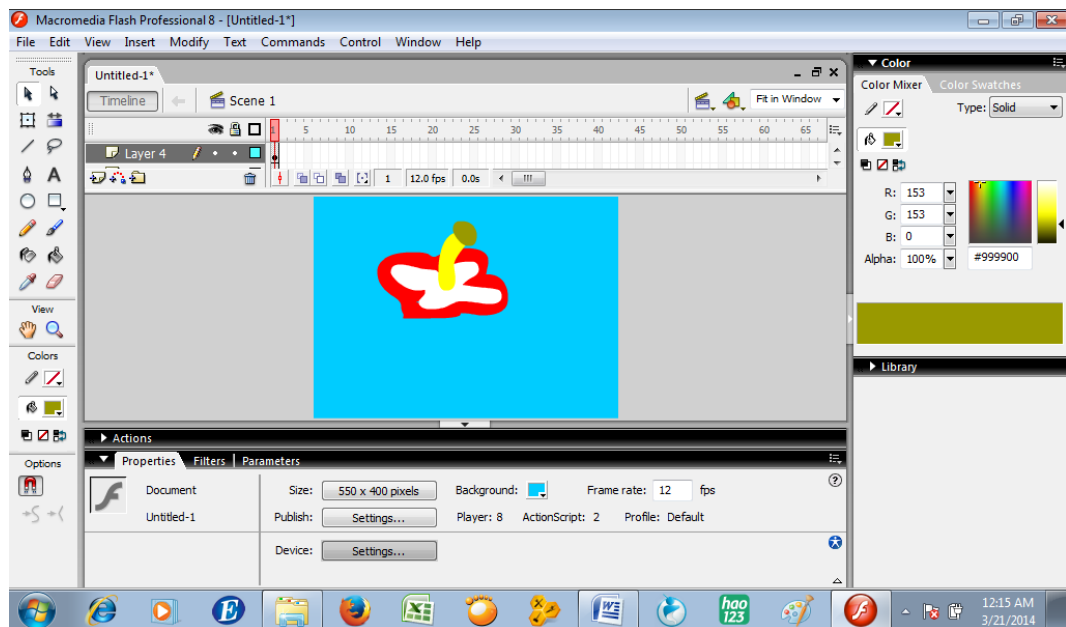 Macromedia Flash Professional 8 - [Untitled-1*]
File Edit View Insert Modify Text Commands Control Window Help
Tools
View
Colors
Options
Untitled-1*
Timeline
Scene 1
Fit in Window
1 5 10 15 20 25 30 35 40 45 50 55 60 65
Layer 4
1 12.0 fps 0.0s
Actions
Properties Filters | Parameters
Document
Untitled-1
Size: 550 x 400 pixels Background: Frame rate: 12 fps
Publish: Settings... Player: 8 ActionScript: 2 Profile: Default
Device: Settings...
Color
Color Mixer Color Swatches
Type: Solid
R: 153
G: 153
B: 0
Alpha: 100% #999900
Library
hao
123
12:15 AM
3/21/2014